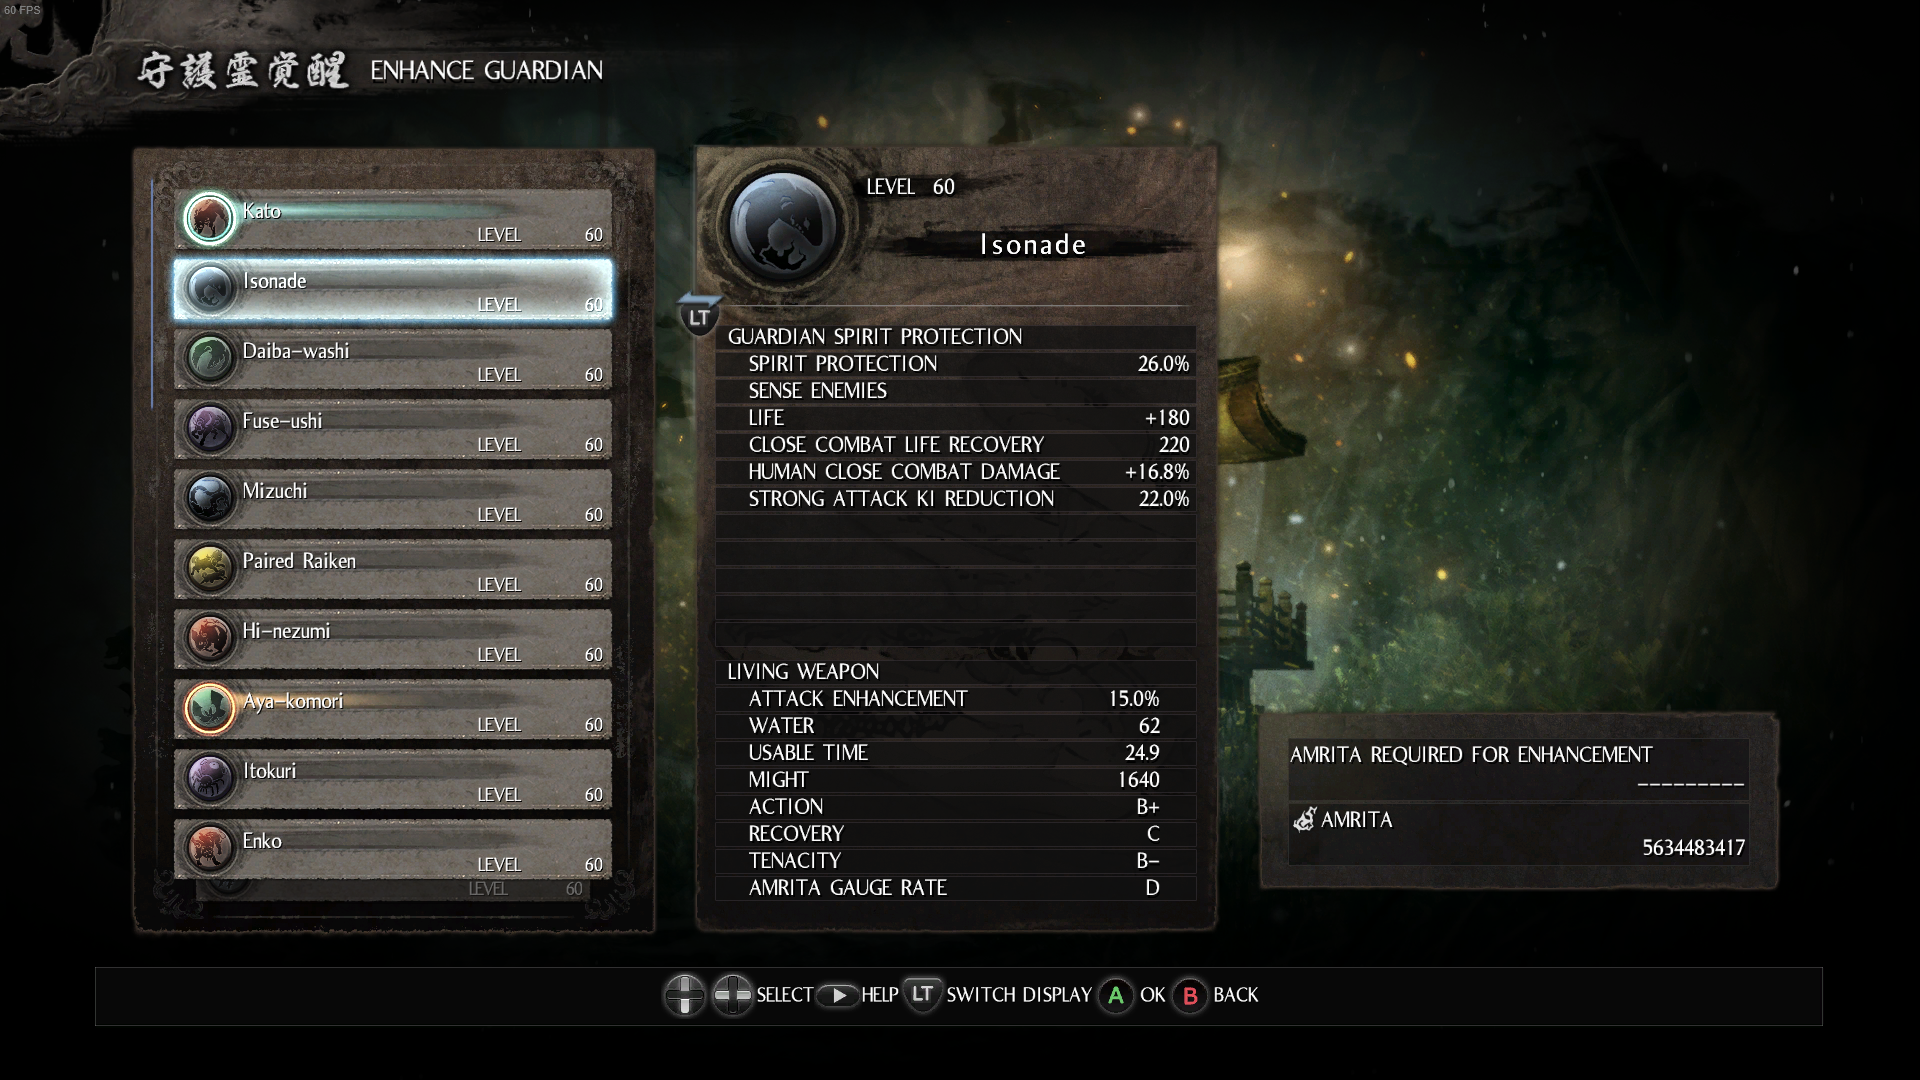 60 FPS
守護霊覚醒 ENHANCE GUARDIAN
Kato
LEVEL 60
Isonade
LEVEL 60
Daiba-washi
LEVEL 60
Fuse-ushi
LEVEL 60
Mizuchi
LEVEL 60
Paired Raiken
LEVEL 60
Hi-nezumi
LEVEL 60
Aya-komori
LEVEL 60
Itokuri
LEVEL 60
Enko
LEVEL 60
LEVEL 60
LEVEL 60
Isonade
LT
GUARDIAN SPIRIT PROTECTION
SPIRIT PROTECTION 26.0%
SENSE ENEMIES
LIFE +180
CLOSE COMBAT LIFE RECOVERY 220
HUMAN CLOSE COMBAT DAMAGE +16.8%
STRONG ATTACK KI REDUCTION 22.0%
LIVING WEAPON
ATTACK ENHANCEMENT 15.0%
WATER 62
USABLE TIME 24.9
MIGHT 1640
ACTION B+
RECOVERY C
TENACITY B-
AMRITA GAUGE RATE D
AMRITA REQUIRED FOR ENHANCEMENT
---------
AMRITA
5634483417
SELECT HELP LT SWITCH DISPLAY A OK B BACK